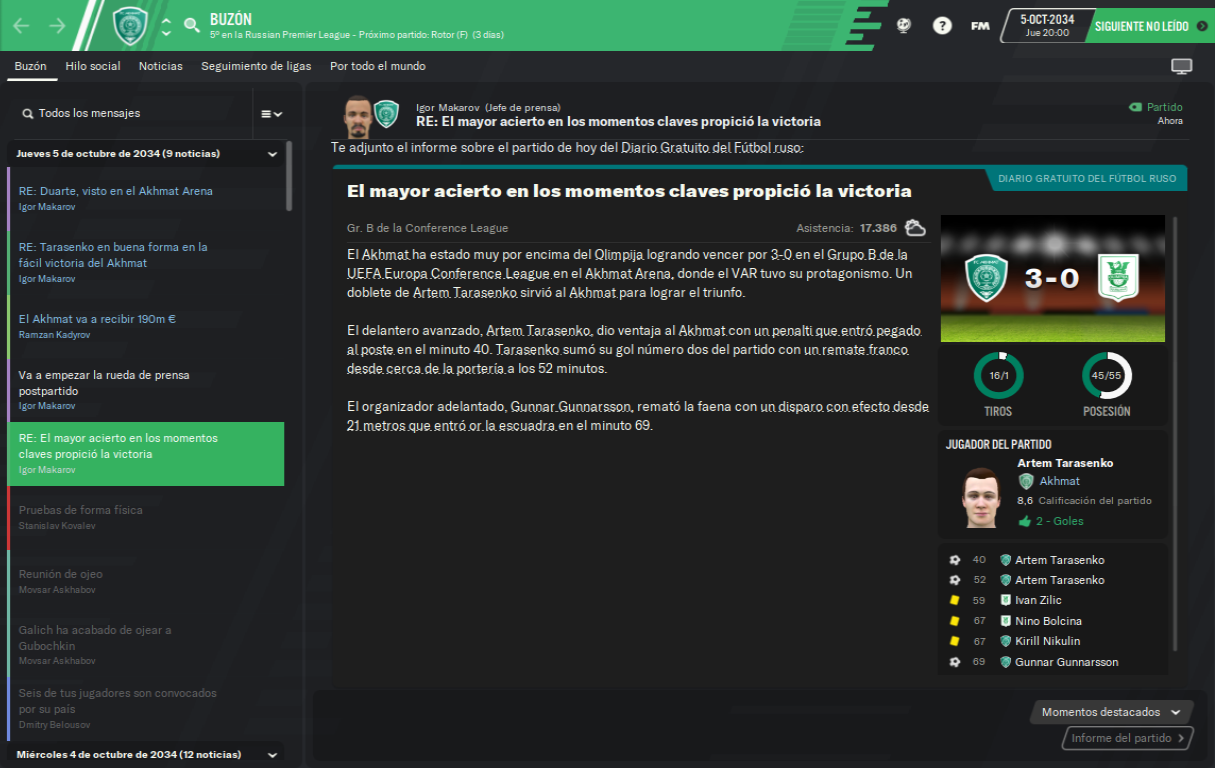 BUZÓN
5º en la Russian Premier League - Próximo partido: Rotor (F) (3 días)
FM
5-OCT-2034
Jue 20:00
SIGUIENTE NO LEÍDO
Buzón
Hilo social
Noticias
Seguimiento de ligas
Por todo el mundo
Todos los mensajes
Jueves 5 de octubre de 2034 (9 noticias)
RE: Duarte, visto en el Akhmat Arena
Igor Makarov
RE: Tarasenko en buena forma en la
fácil victoria del Akhmat
Igor Makarov
El Akhmat va a recibir 190m €
Ramzan Kadyrov
Va a empezar la rueda de prensa
postpartido
Igor Makarov
RE: El mayor acierto en los momentos
claves propició la victoria
Igor Makarov
Pruebas de forma física
Stanislav Kovalev
Reunión de ojeo
Movsar Askhabov
Galich ha acabado de ojear a
Gubochkin
Movsar Askhabov
Seis de tus jugadores son convocados
por su país
Dmitry Belousov
Miércoles 4 de octubre de 2034 (12 noticias)
Igor Makarov (Jefe de prensa)
RE: El mayor acierto en los momentos claves propició la victoria
Partido
Ahora
Te adjunto el informe sobre el partido de hoy del Diario Gratuito del Fútbol ruso:
El mayor acierto en los momentos claves propició la victoria
DIARIO GRATUITO DEL FÚTBOL RUSO
Gr. B de la Conference League
Asistencia: 17.386
El Akhmat ha estado muy por encima del Olimpija logrando vencer por 3-0 en el Grupo B de la
UEFA Europa Conference League en el Akhmat Arena, donde el VAR tuvo su protagonismo. Un
doblete de Artem Tarasenko sirvió al Akhmat para lograr el triunfo.
El delantero avanzado, Artem Tarasenko, dio ventaja al Akhmat con un penalti que entró pegado
al poste en el minuto 40. Tarasenko sumó su gol número dos del partido con un remate franco
desde cerca de la portería a los 52 minutos.
El organizador adelantado, Gunnar Gunnarsson, remató la faena con un disparo con efecto desde
21 metros que entró or la escuadra en el minuto 69.
3-0
16/1
TIROS
45/55
POSESIÓN
JUGADOR DEL PARTIDO
Artem Tarasenko
Akhmat
8,6 Calificación del partido
2 - Goles
40 Artem Tarasenko
52 Artem Tarasenko
59 Ivan Zilic
67 Nino Bolcina
67 Kirill Nikulin
69 Gunnar Gunnarsson
Momentos destacados
Informe del partido